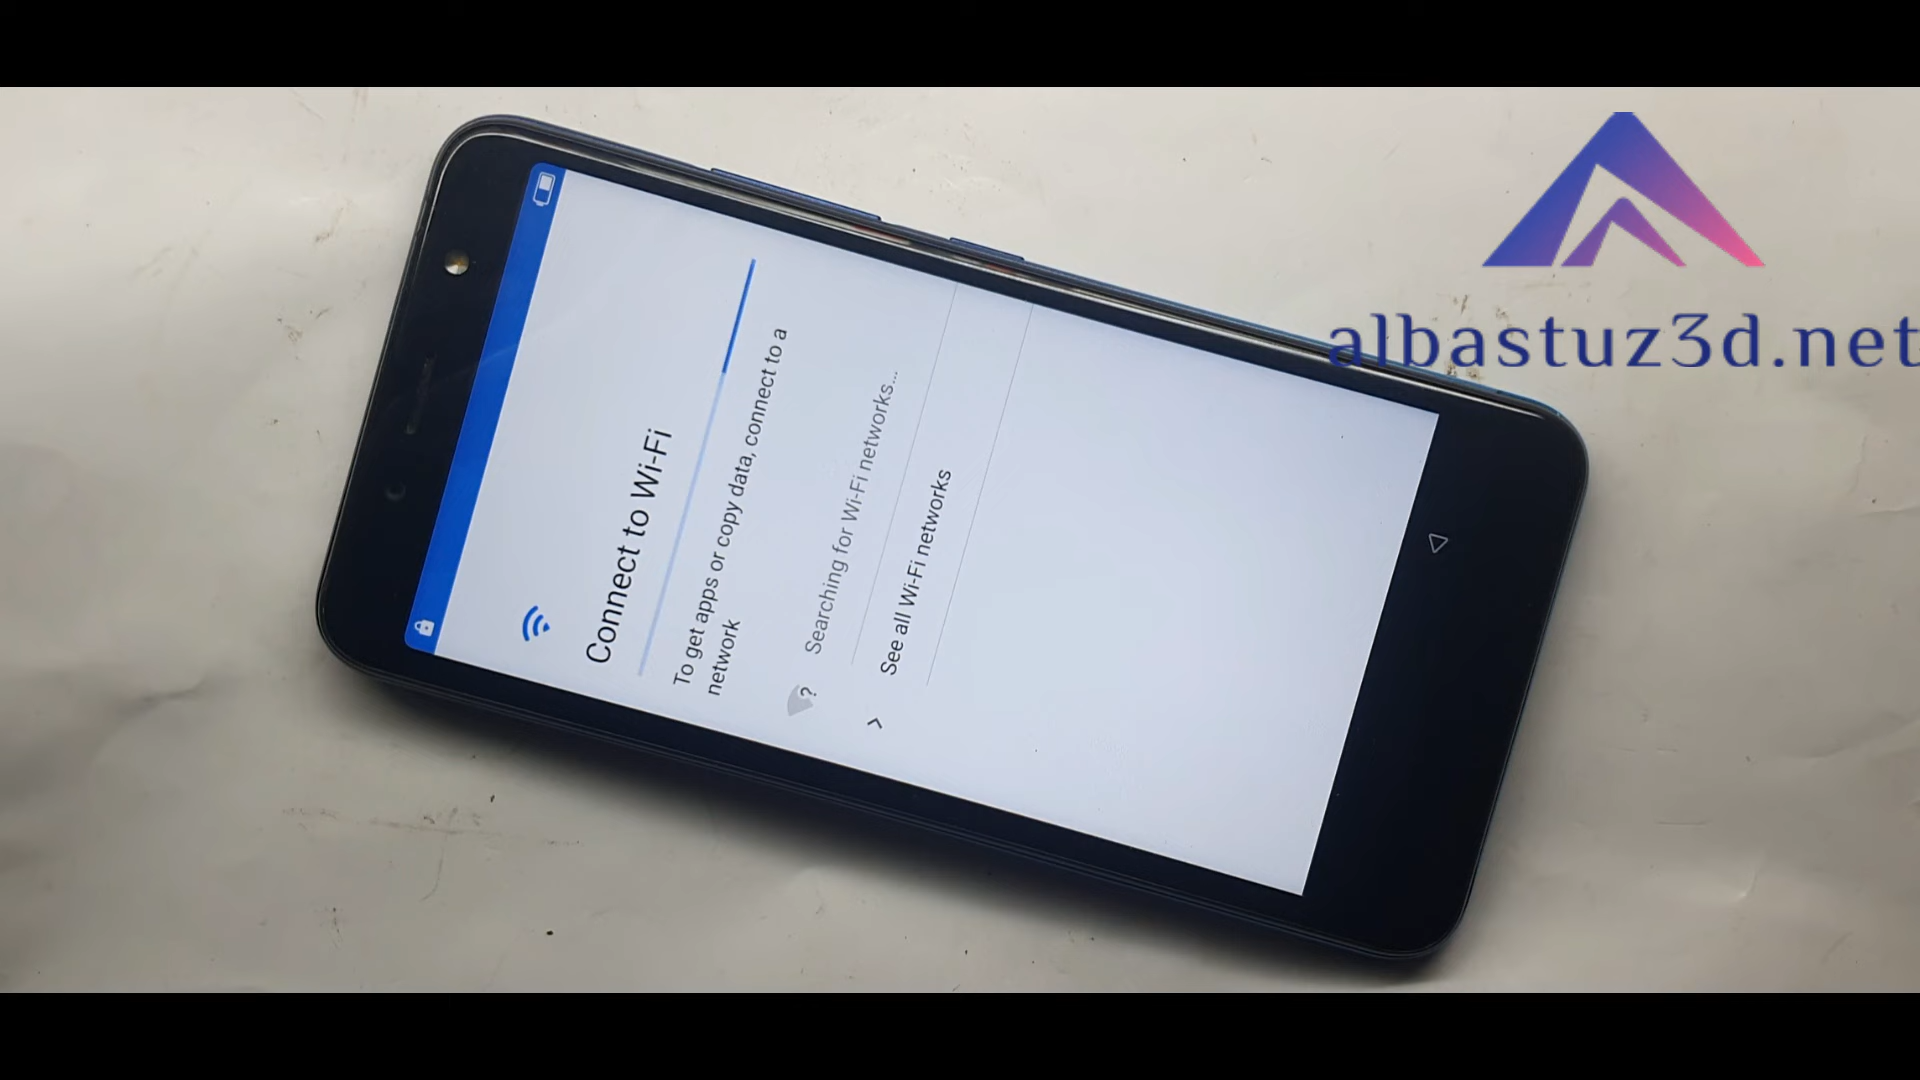 albastuz3d.net
Connect to Wi-Fi
To get apps or copy data, connect to a
network
?
Searching for Wi-Fi networks...
See all Wi-Fi networks